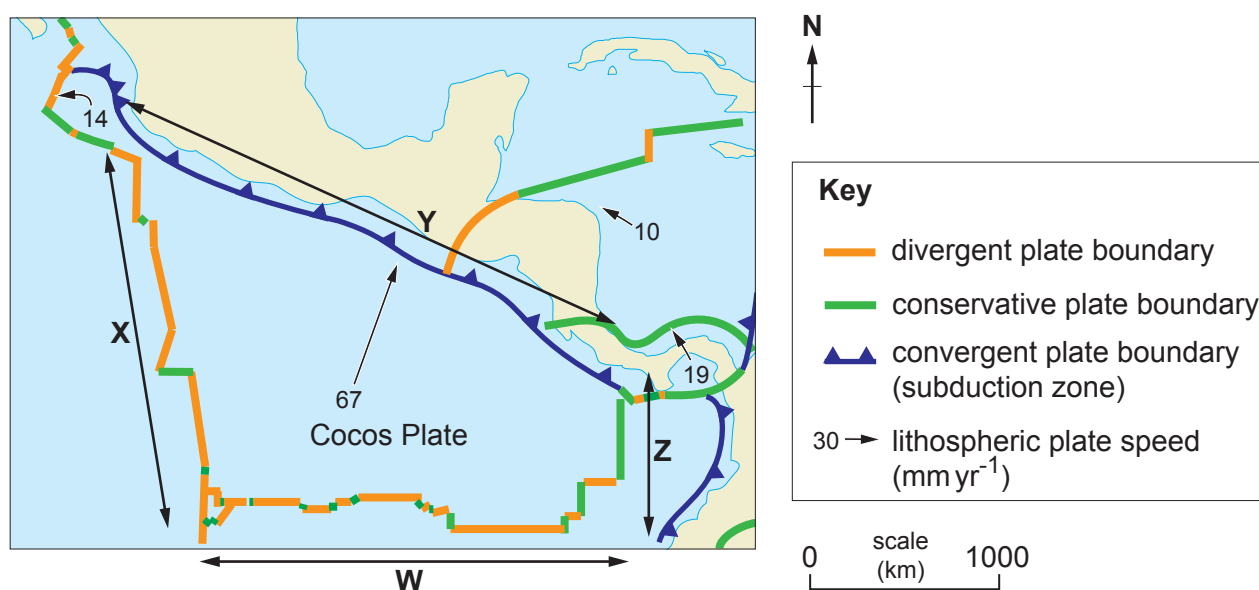 N
14
Y
10
X
67
19
Cocos Plate
Z
W
Key
divergent plate boundary
conservative plate boundary
convergent plate boundary
(subduction zone)
30 lithospheric plate speed
(mm yr⁻¹)
0 scale 1000
(km)